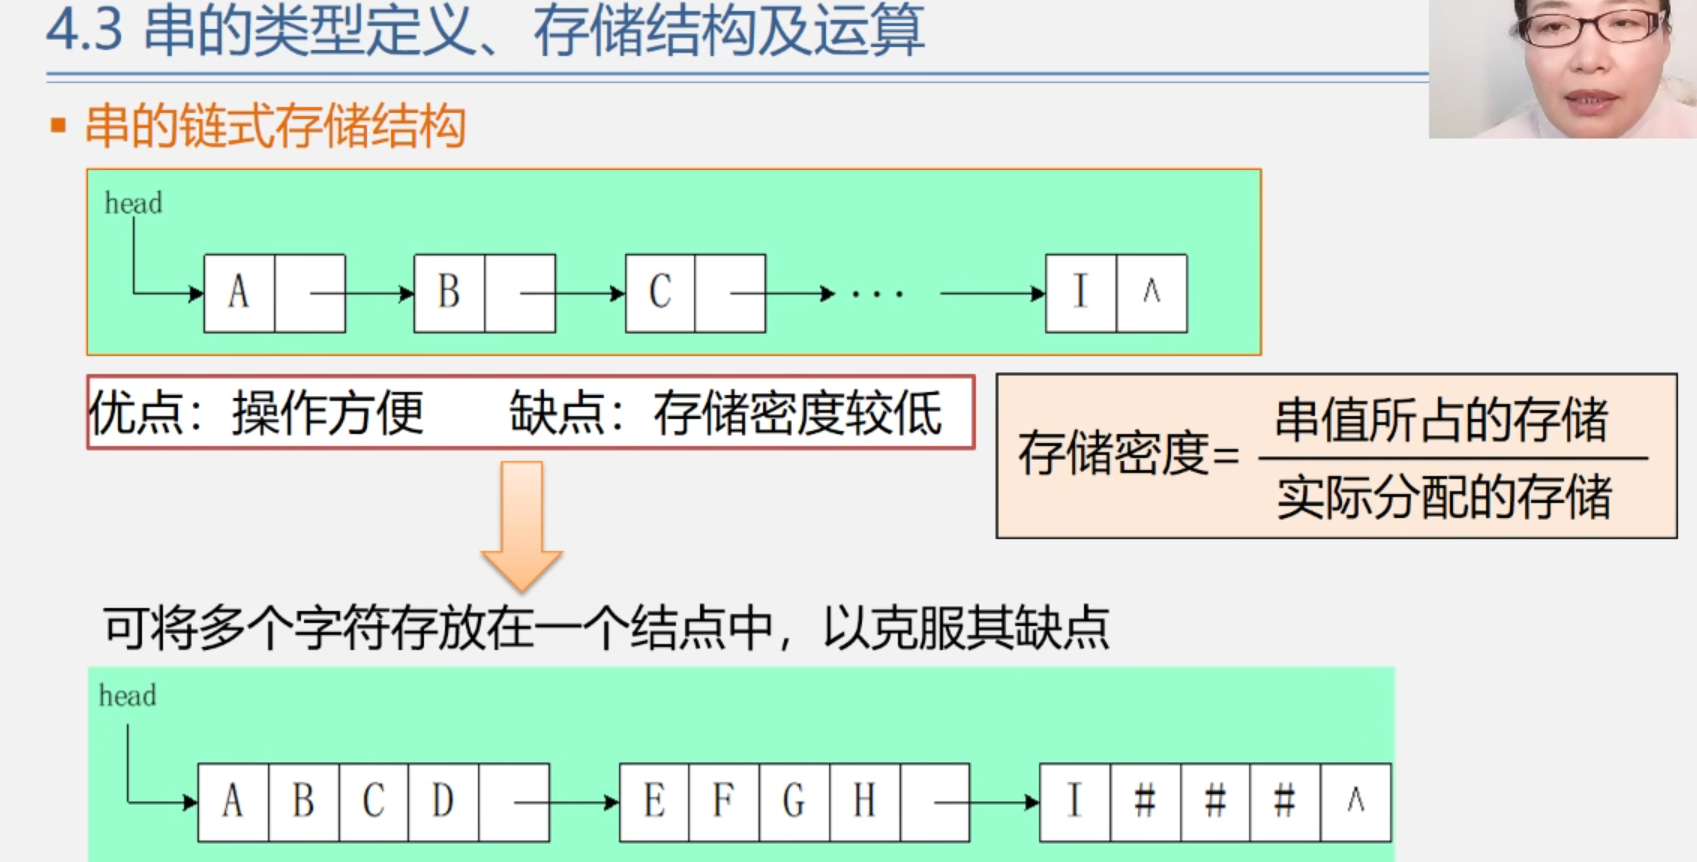 4.3 串的类型定义、存储结构及运算
▪ 串的链式存储结构
head
A B C ··· I ∧
优点：操作方便 缺点：存储密度较低
存储密度=
串值所占的存储
实际分配的存储
可将多个字符存放在一个结点中，以克服其缺点
head
A B C D E F G H I # # # ∧